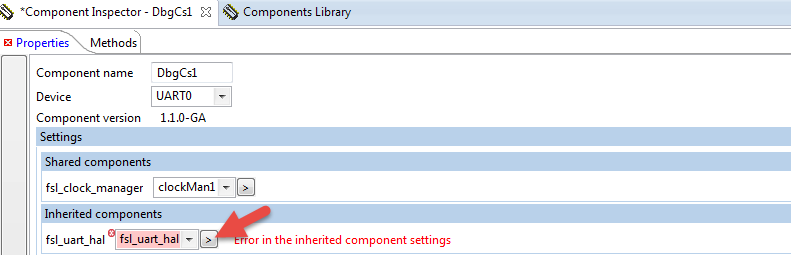 *Component Inspector - DbgCs1 Components Library
Properties Methods
Component name DbgCs1
Device UART0
Component version 1.1.0-GA
Settings
Shared components
fsl_clock_manager clockMan1 >
Inherited components
fsl_uart_hal fsl_uart_hal > Error in the inherited component settings